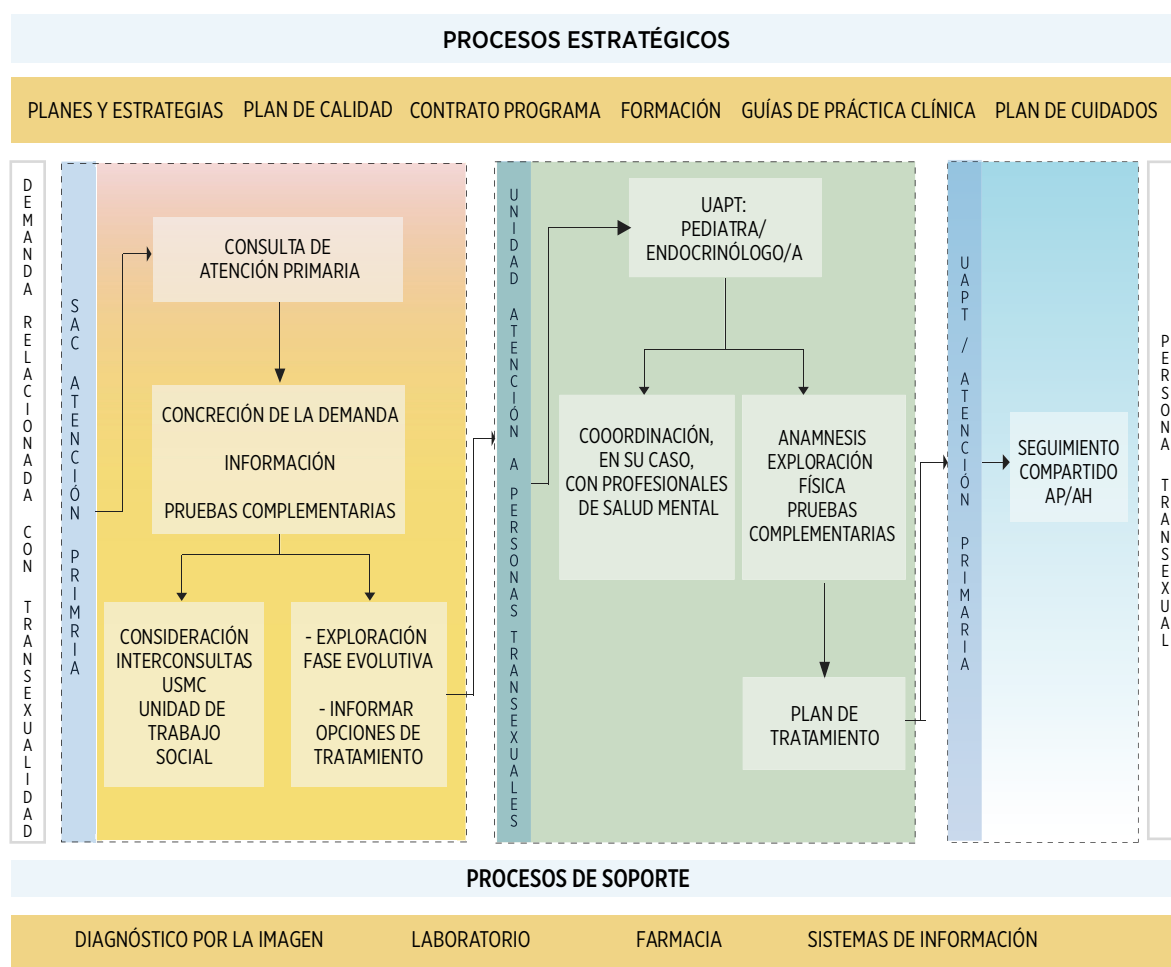 PROCESOS ESTRATÉGICOS
PLANES Y ESTRATEGIAS PLAN DE CALIDAD CONTRATO PROGRAMA FORMACIÓN GUÍAS DE PRÁCTICA CLÍNICA PLAN DE CUIDADOS
DEMANDA RELACIONADA CON TRANSEXUALIDAD
SAC ATENCIÓN PRIMRIA
CONSULTA DE
ATENCIÓN PRIMARIA
CONCRECIÓN DE LA DEMANDA
INFORMACIÓN
PRUEBAS COMPLEMENTARIAS
CONSIDERACIÓN
INTERCONSULTAS
USMC
UNIDAD DE
TRABAJO
SOCIAL
- EXPLORACIÓN
FASE EVOLUTIVA
- INFORMAR
OPCIONES DE
TRATAMIENTO
UNIDAD ATENCIÓN A PERSONAS TRANSEXUALES
UAPT:
PEDIATRA/
ENDOCRINÓLOGO/A
COOORDINACIÓN,
EN SU CASO,
CON PROFESIONALES
DE SALUD MENTAL
ANAMNESIS
EXPLORACIÓN
FÍSICA
PRUEBAS
COMPLEMENTARIAS
PLAN DE
TRATAMIENTO
UAPT / ATENCIÓN PRIMARIA
SEGUIMIENTO
COMPARTIDO
AP/AH
PERSONA TRANSEXUAL
PROCESOS DE SOPORTE
DIAGNÓSTICO POR LA IMAGEN LABORATORIO FARMACIA SISTEMAS DE INFORMACIÓN